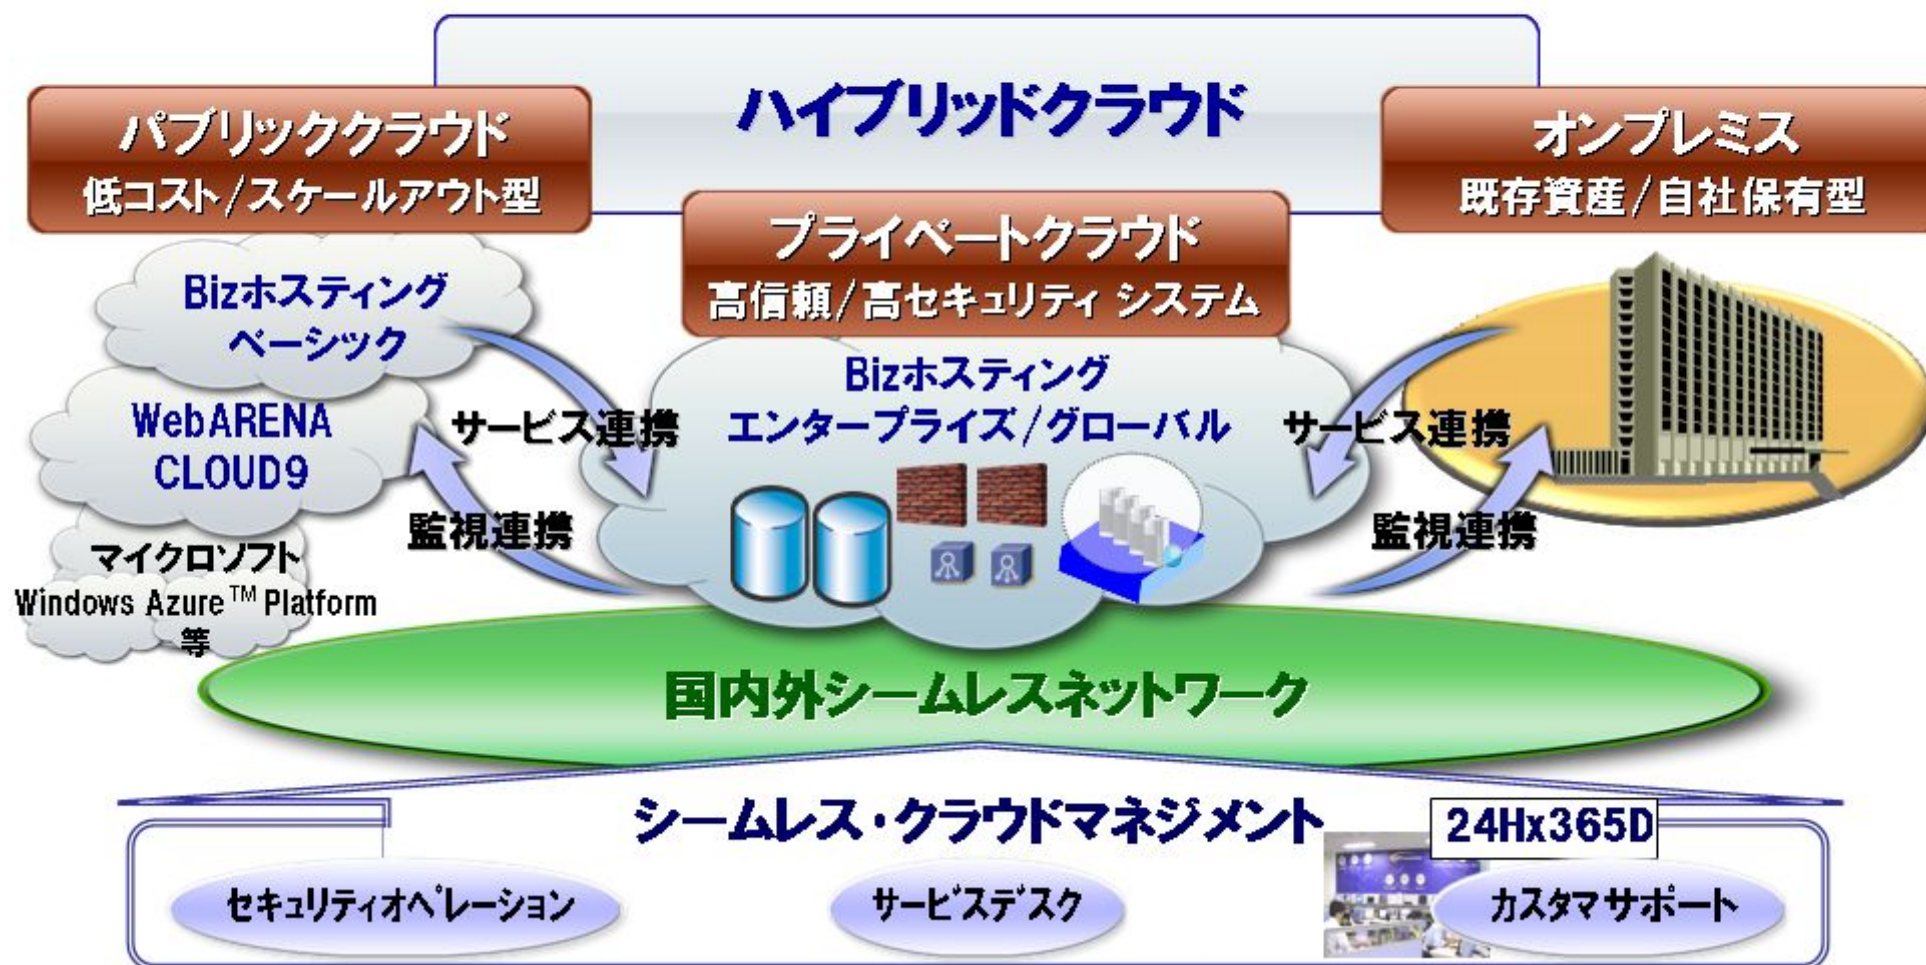 ハイブリッドクラウド
パブリッククラウド
低コスト/スケールアウト型
オンプレミス
既存資産/自社保有型
プライベートクラウド
高信頼/高セキュリティ システム
Bizホスティング
ベーシック
WebARENA
CLOUD9
マイクロソフト
Windows Azure™ Platform
等
サービス連携
監視連携
Bizホスティング
エンタープライズ/グローバル
サービス連携
監視連携
国内外シームレスネットワーク
シームレス・クラウドマネジメント
24Hx365D
セキュリティオペレーション
サービスデスク
カスタマサポート